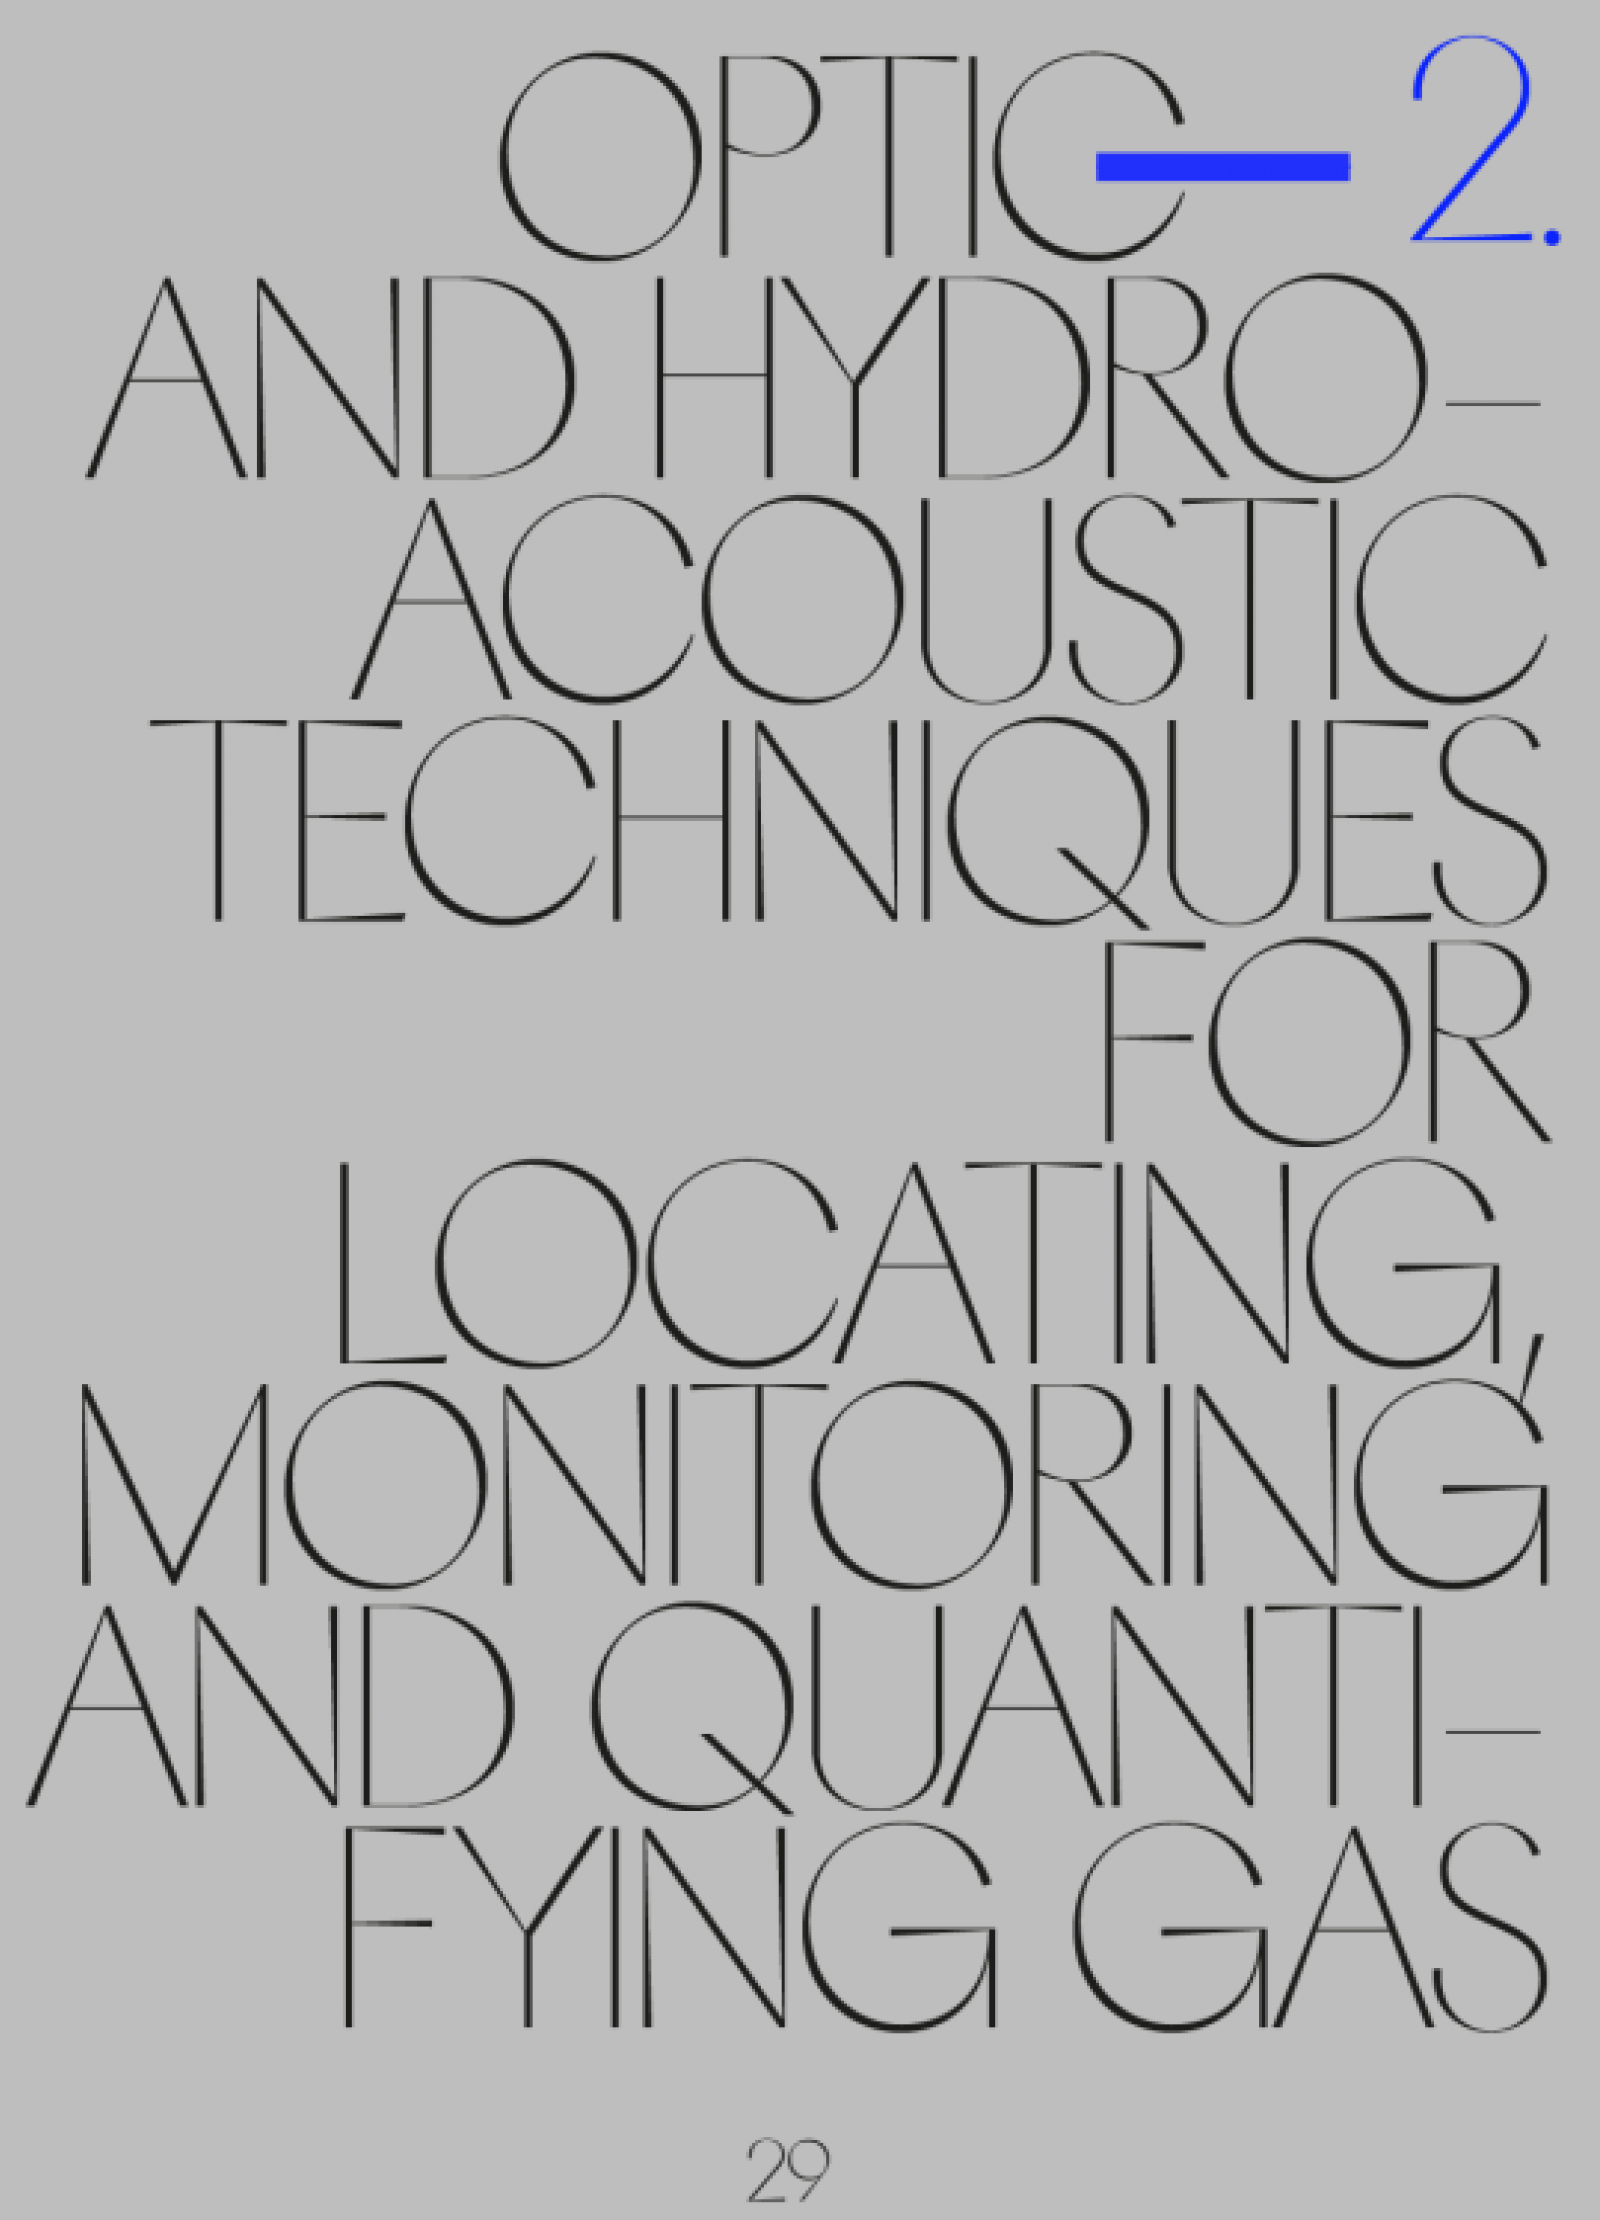 OPTIC — 2.
AND HYDRO-
ACOUSTIC
TECHNIQUES
FOR
LOCATING,
MONITORING
AND QUANTI-
FYING GAS
29